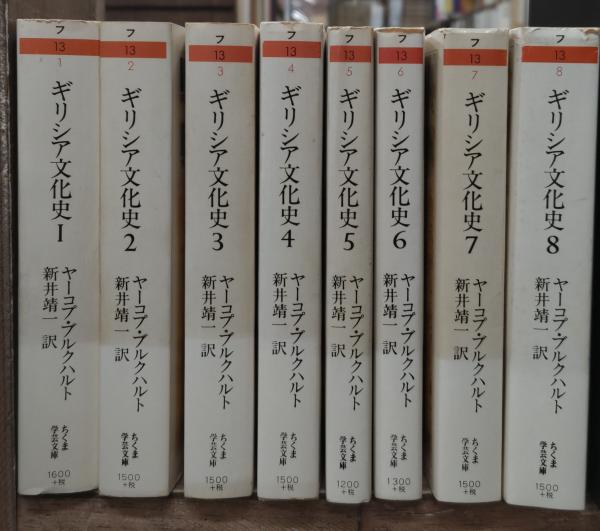 フ
13
1
ギリシア文化史1
ヤーコプ・ブルクハルト
新井靖一 訳
ちくま
学芸文庫
1600
+税
フ
13
2
ギリシア文化史2
ヤーコプ・ブルクハルト
新井靖一 訳
ちくま
学芸文庫
1500
+税
フ
13
3
ギリシア文化史3
ヤーコプ・ブルクハルト
新井靖一 訳
ちくま
学芸文庫
1500
+税
フ
13
4
ギリシア文化史4
ヤーコプ・ブルクハルト
新井靖一 訳
ちくま
学芸文庫
1500
+税
フ
13
5
ギリシア文化史5
ヤーコプ・ブルクハルト
新井靖一 訳
ちくま
学芸文庫
1200
+税
フ
13
6
ギリシア文化史6
ヤーコプ・ブルクハルト
新井靖一 訳
ちくま
学芸文庫
1300
+税
フ
13
7
ギリシア文化史7
ヤーコプ・ブルクハルト
新井靖一 訳
ちくま
学芸文庫
1500
+税
フ
13
8
ギリシア文化史8
ヤーコプ・ブルクハルト
新井靖一 訳
ちくま
学芸文庫
1500
+税